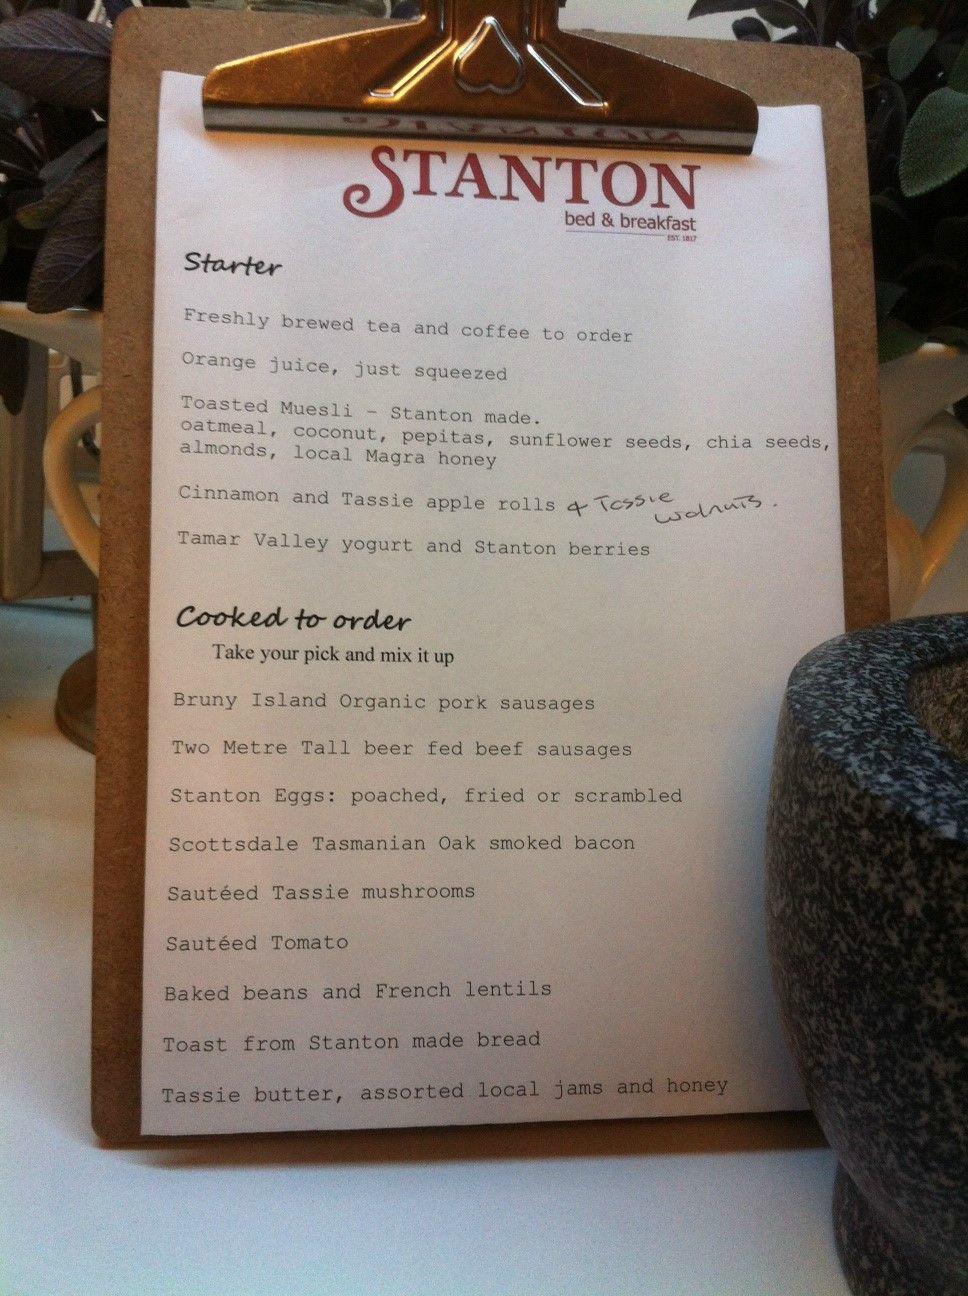 STANTON
bed & breakfast
EST. 1817
Starter
Freshly brewed tea and coffee to order
Orange juice, just squeezed
Toasted Muesli – Stanton made.
oatmeal, coconut, pepitas, sunflower seeds, chia seeds,
almonds, local Magra honey
Cinnamon and Tassie apple rolls & Tassie
walnuts.
Tamar Valley yogurt and Stanton berries
Cooked to order
Take your pick and mix it up
Bruny Island Organic pork sausages
Two Metre Tall beer fed beef sausages
Stanton Eggs: poached, fried or scrambled
Scottsdale Tasmanian Oak smoked bacon
Sautéed Tassie mushrooms
Sautéed Tomato
Baked beans and French lentils
Toast from Stanton made bread
Tassie butter, assorted local jams and honey